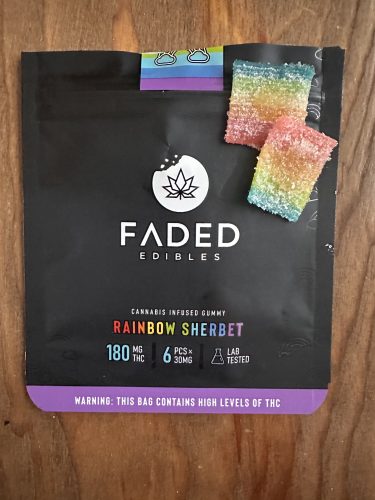 FADED
EDIBLES
CANNABIS INFUSED GUMMY
RAINBOW SHERBET
180 MG THC
6 PCS x 30MG
LAB TESTED
WARNING: THIS BAG CONTAINS HIGH LEVELS OF THC